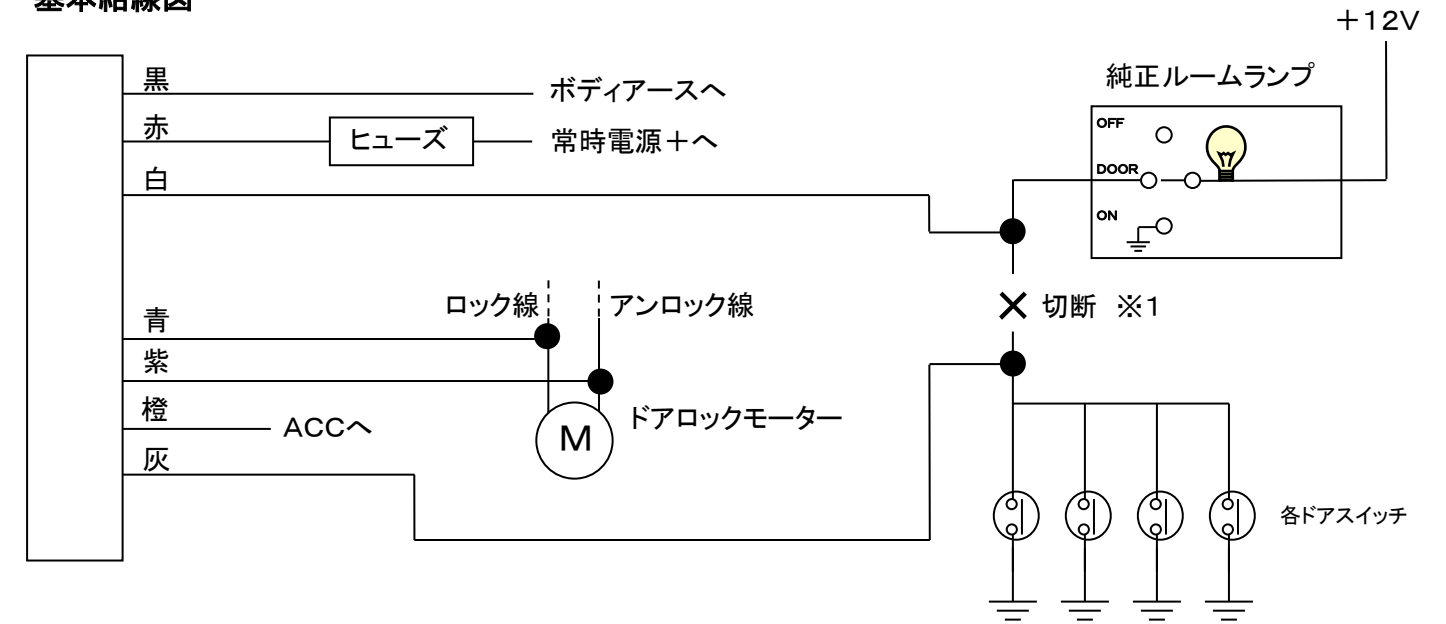 基本結線図
+12V
純正ルームランプ
黒
ボディアースへ
OFF
赤
ヒューズ
常時電源+へ
DOOR
白
ON
ロック線
アンロック線
切断 ※1
青
紫
橙
ACCへ
ドアロックモーター
M
灰
各ドアスイッチ